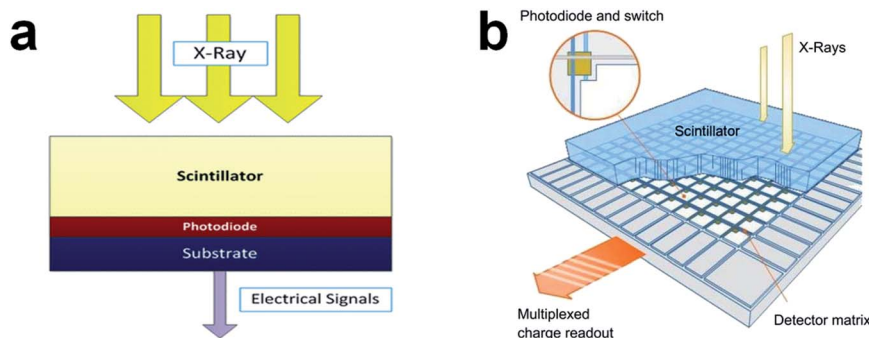 a
X-Ray
Scintillator
Photodiode
Substrate
Electrical Signals
b
Photodiode and switch
X-Rays
Scintillator
Multiplexed
charge readout
Detector matrix